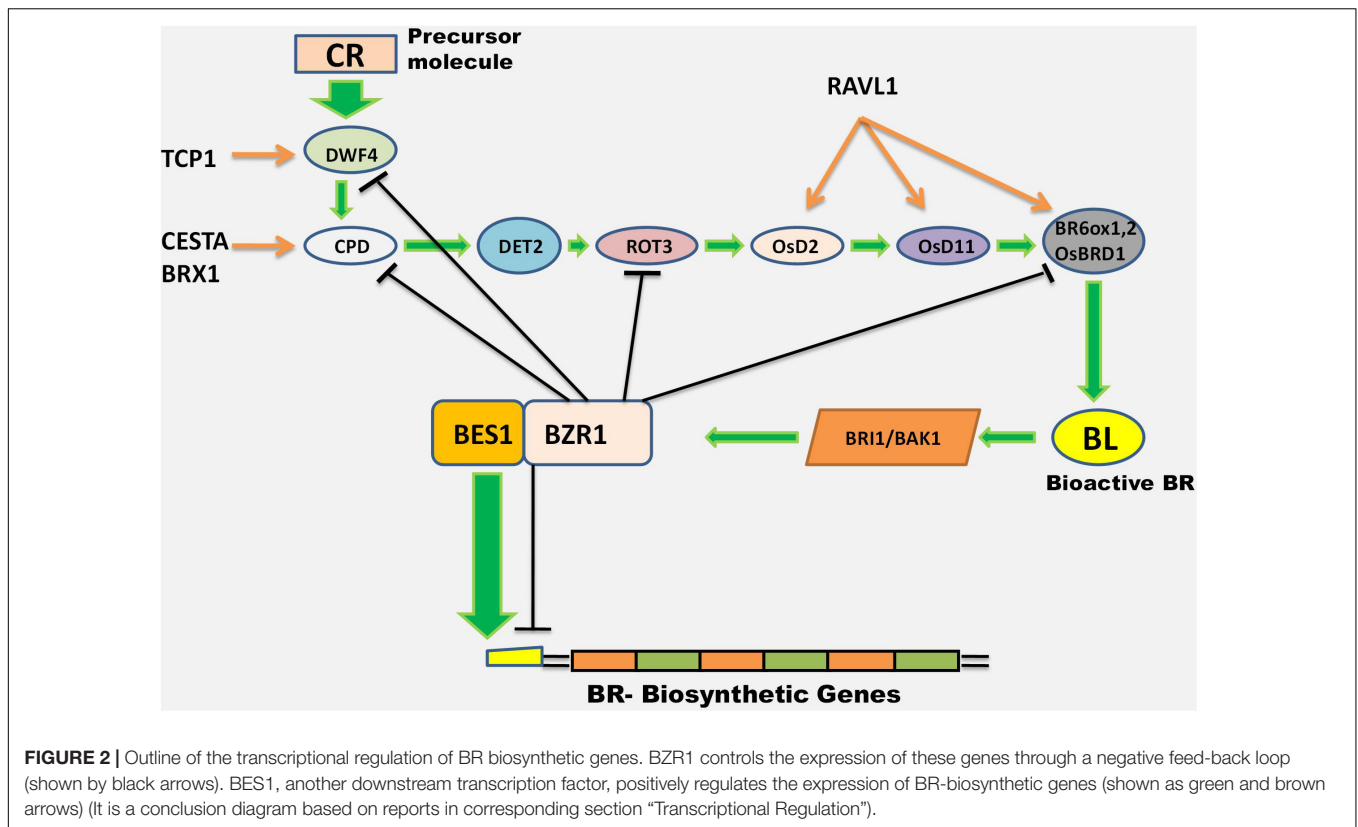 CR
Precursor
molecule
RAVL1
TCP1
DWF4
CESTA
BRX1
CPD
DET2
ROT3
OsD2
OsD11
BR6ox1,2
OsBRD1
BES1
BZR1
BRI1/BAK1
BL
Bioactive BR
BR- Biosynthetic Genes
FIGURE 2 | Outline of the transcriptional regulation of BR biosynthetic genes. BZR1 controls the expression of these genes through a negative feed-back loop
(shown by black arrows). BES1, another downstream transcription factor, positively regulates the expression of BR-biosynthetic genes (shown as green and brown
arrows) (It is a conclusion diagram based on reports in corresponding section “Transcriptional Regulation”).